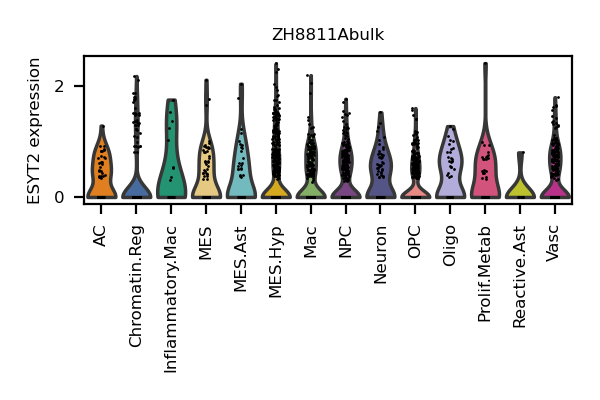 ZH8811Abulk
ESYT2 expression
2
0
AC
Chromatin.Reg
Inflammatory.Mac
MES
MES.Ast
MES.Hyp
Mac
NPC
Neuron
OPC
Oligo
Prolif.Metab
Reactive.Ast
Vasc